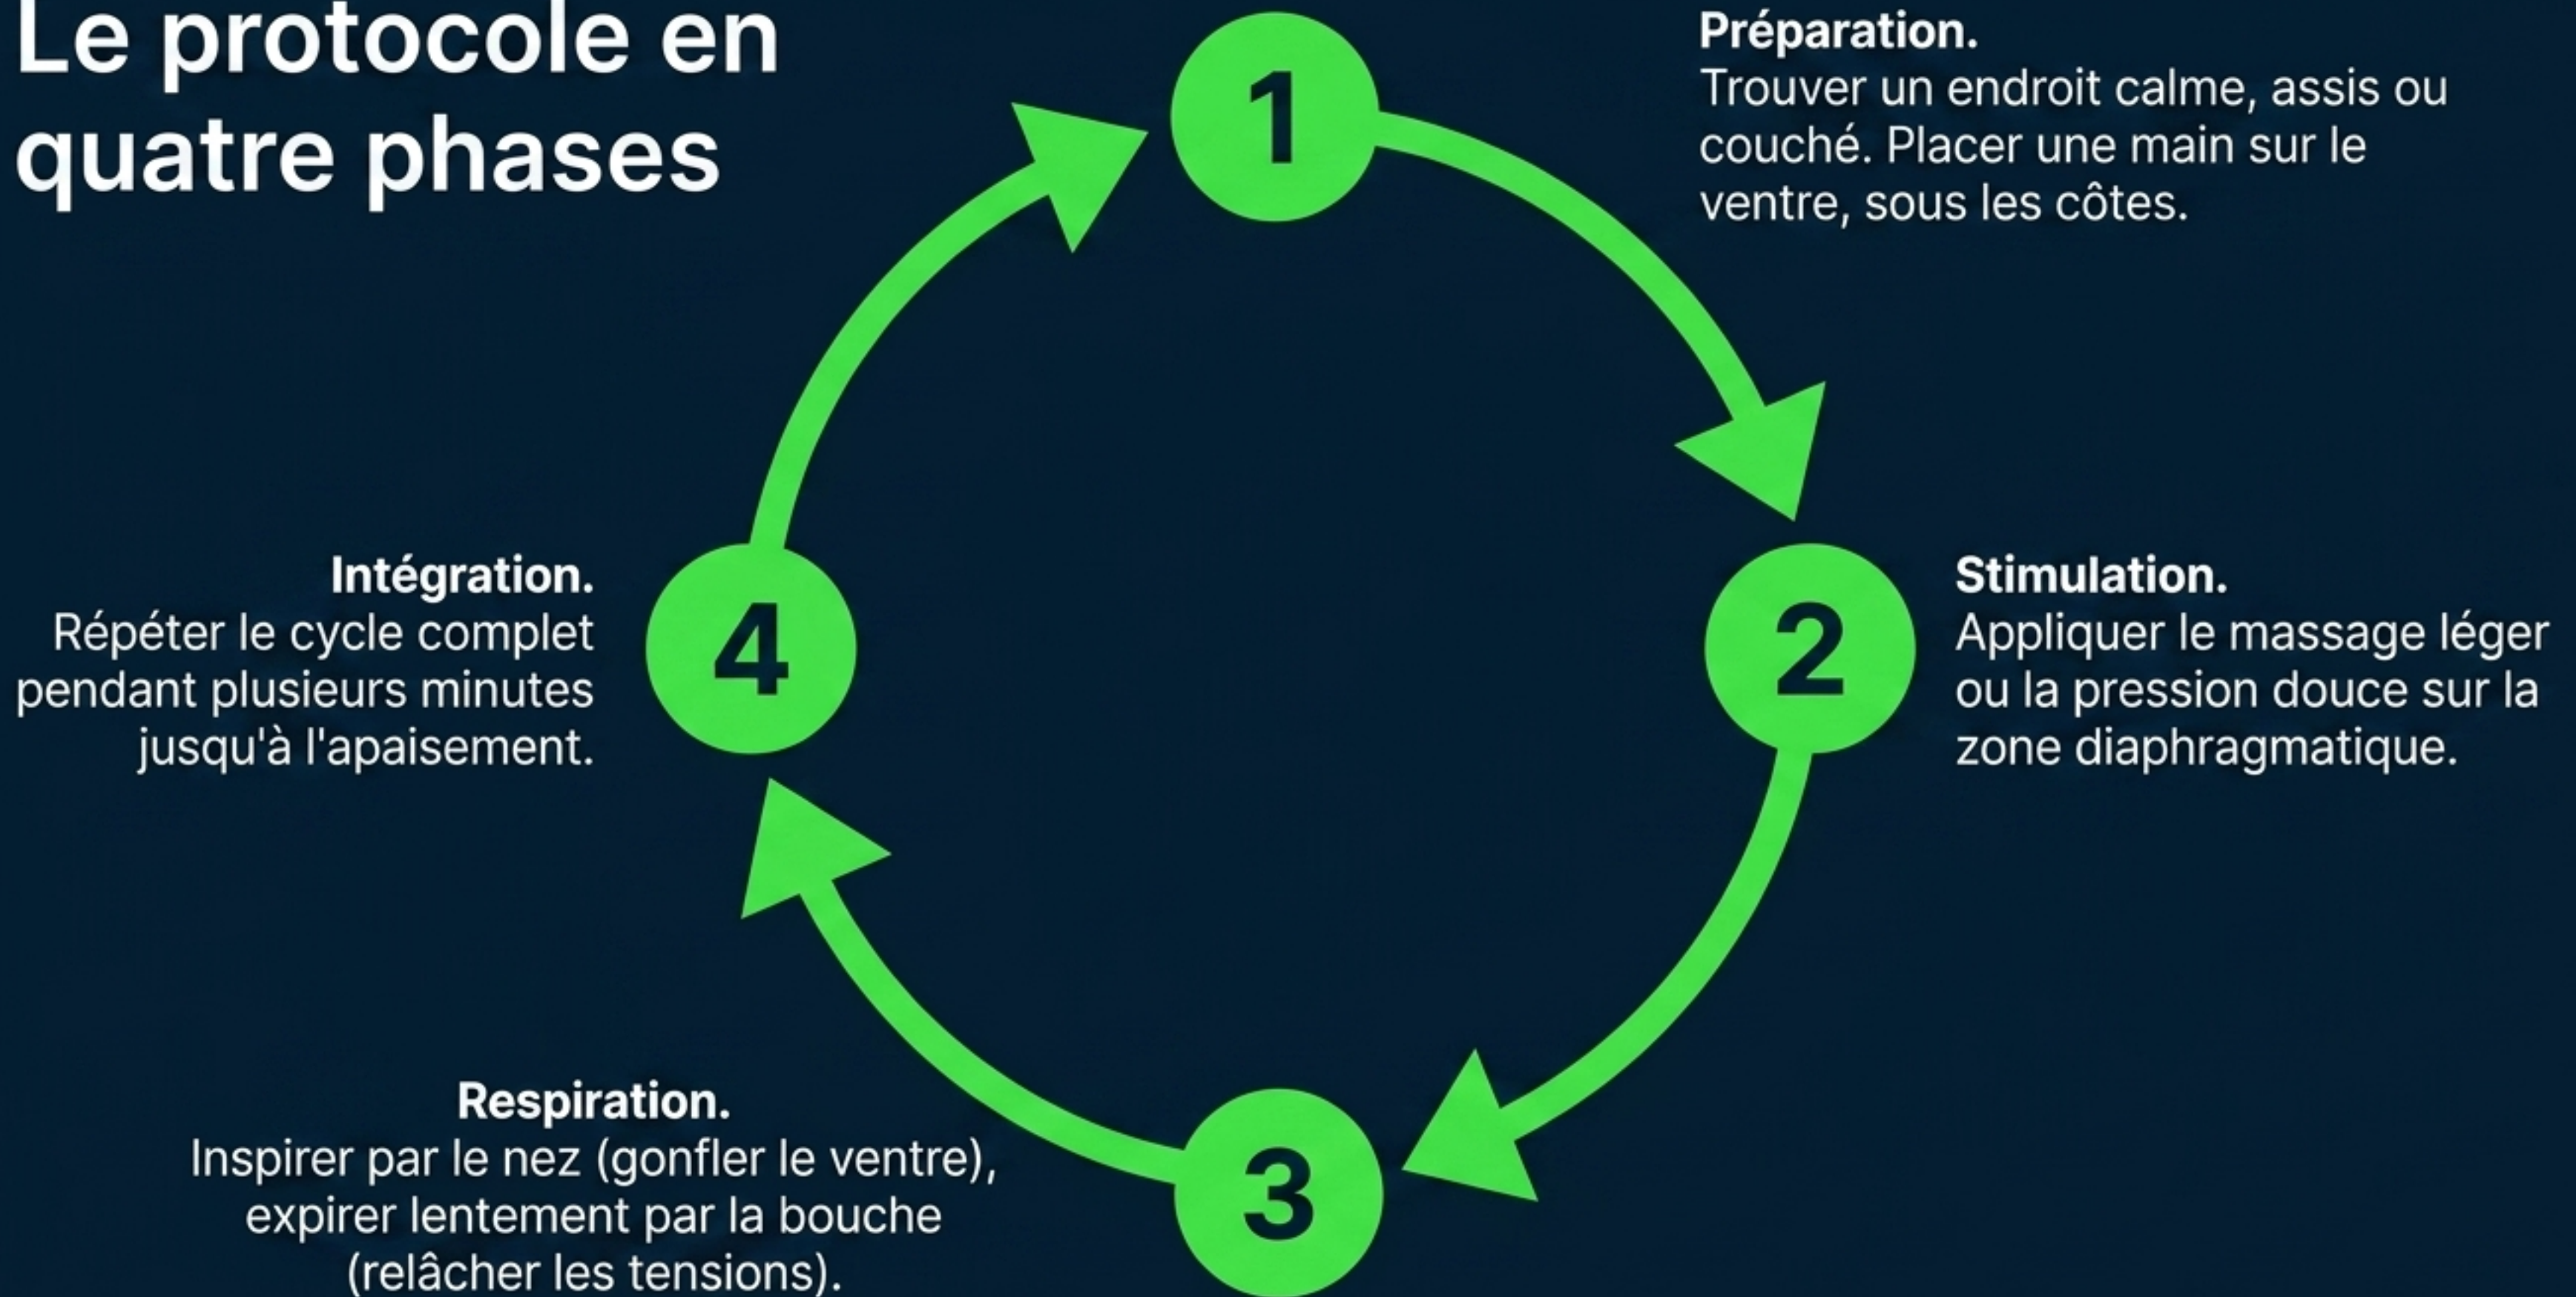 Le protocole en
quatre phases
1
Préparation.
Trouver un endroit calme, assis ou
couché. Placer une main sur le
ventre, sous les côtes.
2
Stimulation.
Appliquer le massage léger
ou la pression douce sur la
zone diaphragmatique.
3
Respiration.
Inspirer par le nez (gonfler le ventre),
expirer lentement par la bouche
(relâcher les tensions).
4
Intégration.
Répéter le cycle complet
pendant plusieurs minutes
jusqu'à l'apaisement.